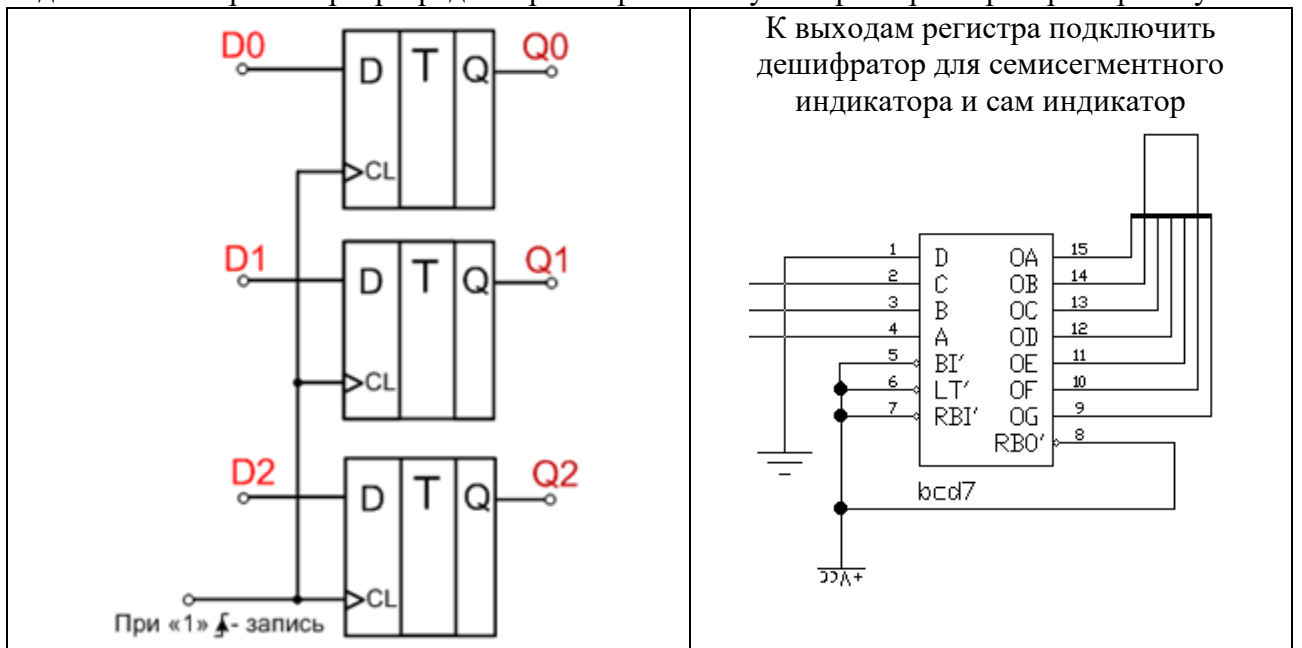 D0
D T Q
Q0
CL
D1
D T Q
Q1
CL
D2
D T Q
Q2
CL
При «1» - запись
К выходам регистра подключить
дешифратор для семисегментного
индикатора и сам индикатор
1 D OA 15
2 C OB 14
3 B OC 13
4 A OD 12
5 BI' OE 11
6 LT' OF 10
7 RBI' OG 9
RBO' 8
bcd7
+Vcc